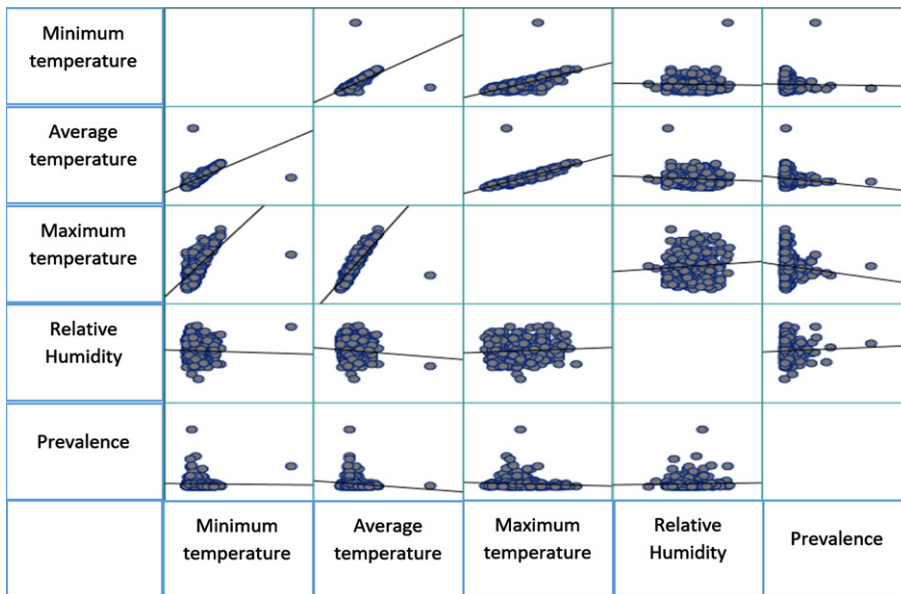 Minimum
temperature
Average
temperature
Maximum
temperature
Relative
Humidity
Prevalence
Minimum
temperature
Average
temperature
Maximum
temperature
Relative
Humidity
Prevalence